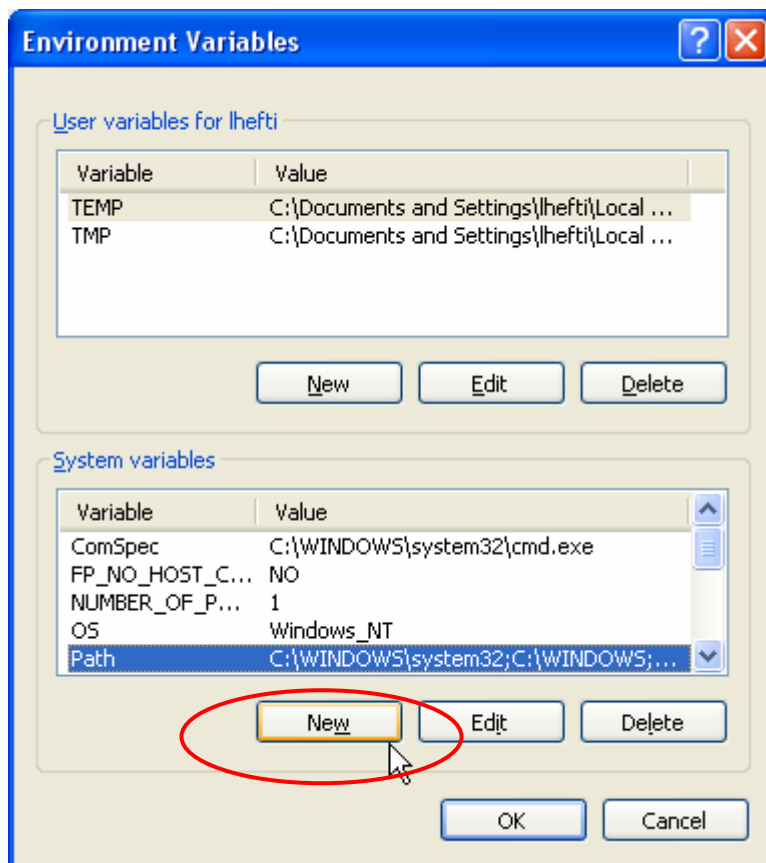 Environment Variables
User variables for lhefti
Variable Value
TEMP C:\Documents and Settings\lhefti\Local ...
TMP C:\Documents and Settings\lhefti\Local ...
New Edit Delete
System variables
Variable Value
ComSpec C:\WINDOWS\system32\cmd.exe
FP_NO_HOST_C... NO
NUMBER_OF_P... 1
OS Windows_NT
Path C:\WINDOWS\system32;C:\WINDOWS;...
New Edit Delete
OK Cancel